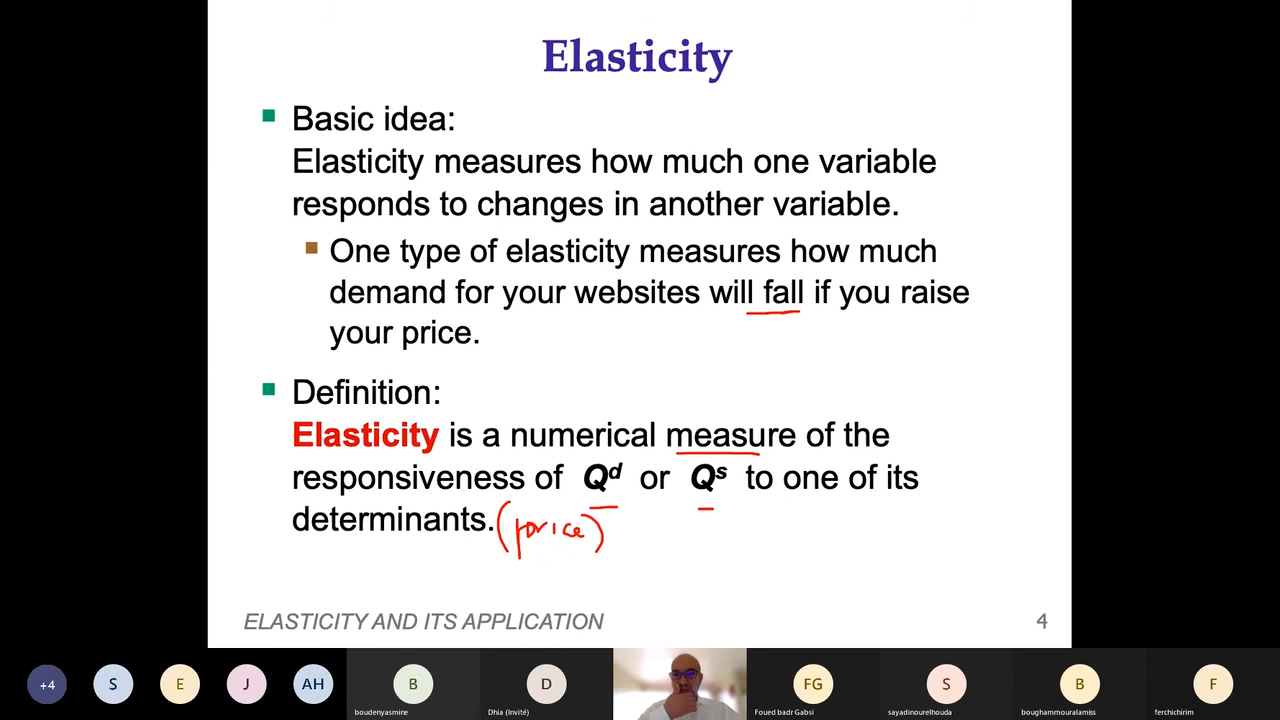 Elasticity
Basic idea:
Elasticity measures how much one variable
responds to changes in another variable.
One type of elasticity measures how much
demand for your websites will fall if you raise
your price.
Definition:
Elasticity is a numerical measure of the
responsiveness of Qd or Qs to one of its
determinants. (price)
ELASTICITY AND ITS APPLICATION 4
+4 S E J AH B D FG S B F
boudenyasmine Dhia (Invité) Foued badr Gabsi sayadinourelhouda boughammouralamiss ferchichirim